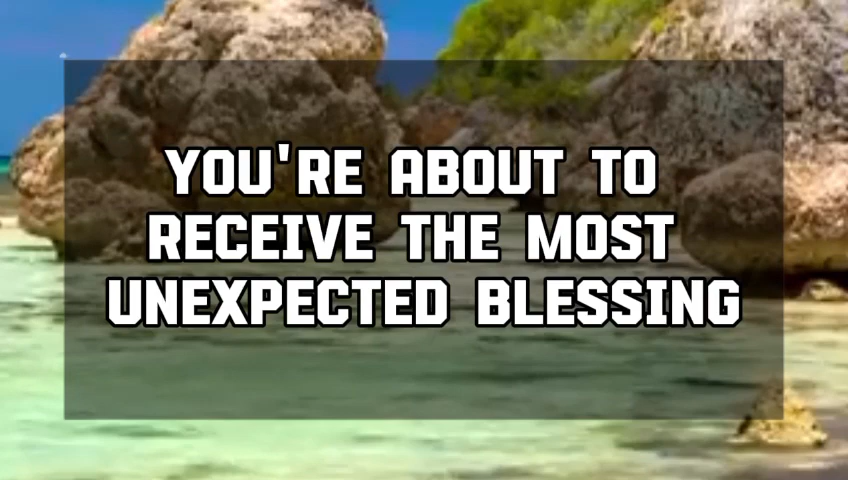 YOU'RE ABOUT TO
RECEIVE THE MOST
UNEXPECTED BLESSING